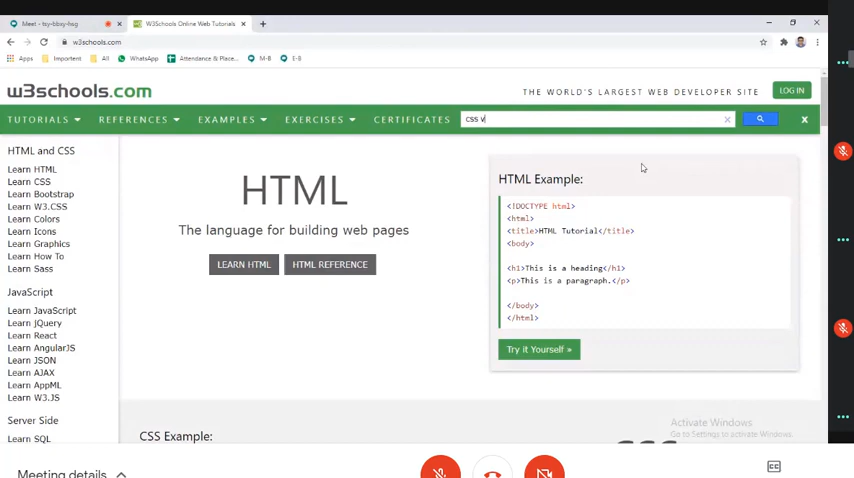 Meet - tsy-bbxy-hsg
W3Schools Online Web Tutorials
w3schools.com
Apps
Importent
All
WhatsApp
Attendance & Place...
M-B
E-B
w3schools.com
THE WORLD'S LARGEST WEB DEVELOPER SITE
LOG IN
TUTORIALS
REFERENCES
EXAMPLES
EXERCISES
CERTIFICATES
css v
X
HTML and CSS
Learn HTML
Learn CSS
Learn Bootstrap
Learn W3.CSS
Learn Colors
Learn Icons
Learn Graphics
Learn How To
Learn Sass
JavaScript
Learn JavaScript
Learn jQuery
Learn React
Learn AngularJS
Learn JSON
Learn AJAX
Learn AppML
Learn W3.JS
Server Side
Learn SQL
HTML
The language for building web pages
LEARN HTML
HTML REFERENCE
HTML Example:
<!DOCTYPE html>
<html>
<title>HTML Tutorial</title>
<body>
<h1>This is a heading</h1>
<p>This is a paragraph.</p>
</body>
</html>
Try it Yourself »
CSS Example:
Activate Windows
Go to Settings to activate Windows.
Meeting details